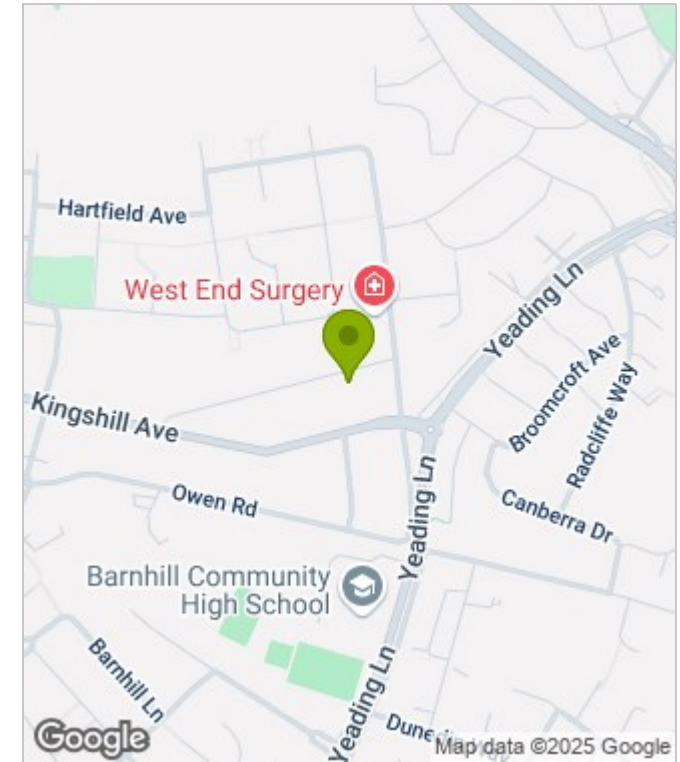 Hartfield Ave
West End Surgery
Yeading Ln
Broomcroft Ave
Radcliffe Way
Kingshill Ave
Owen Rd
Yeading Ln
Canberra Dr
Barnhill Community
High School
Barnhill Ln
Yeading Ln
Google
Map data ©2025 Google